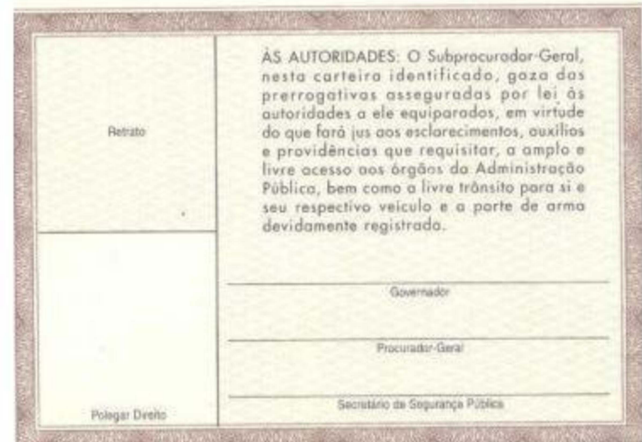 ÀS AUTORIDADES: O Subprocurador-Geral,
nesta carteira identificado, goza das
prerrogativas asseguradas por lei às
autoridades a ele equiparados, em virtude
do que fará jus aos esclarecimentos, auxílios
e providências que requisitar, a amplo e
livre acesso aos órgãos da Administração
Pública, bem como a livre trânsito para si e
seu respectivo veículo e a porte de arma
devidamente registrada.
Retrato
Governador
Procurador-Geral
Secretário de Segurança Pública
Polegar Direito